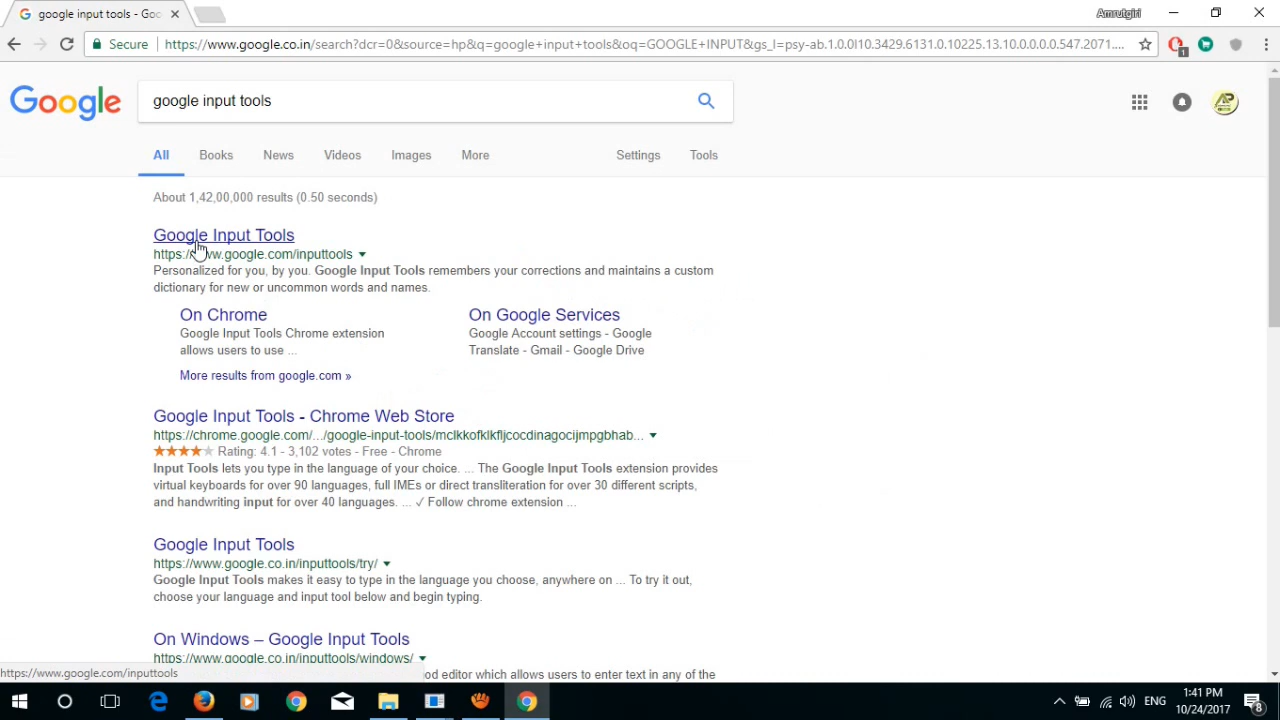 google input tools - Goo
Amrutgiri
Secure https://www.google.co.in/search?dcr=0&source=hp&q=google+input+tools&oq=GOOGLE+INPUT&gs_l=psy-ab.1.0.0l10.3429.6131.0.10225.13.10.0.0.0.0.547.2071....
1
Google
google input tools
All Books News Videos Images More Settings Tools
About 1,42,00,000 results (0.50 seconds)
Google Input Tools
https://www.google.com/inputtools
Personalized for you, by you. Google Input Tools remembers your corrections and maintains a custom
dictionary for new or uncommon words and names.
On Chrome
Google Input Tools Chrome extension
allows users to use ...
On Google Services
Google Account settings - Google
Translate - Gmail - Google Drive
More results from google.com »
Google Input Tools - Chrome Web Store
https://chrome.google.com/.../google-input-tools/mclkkofklkfljcocdinagocijmpgbhab...
Rating: 4.1 - 3,102 votes - Free - Chrome
Input Tools lets you type in the language of your choice. ... The Google Input Tools extension provides
virtual keyboards for over 90 languages, full IMEs or direct transliteration for over 30 different scripts,
and handwriting input for over 40 languages. ... ✓ Follow chrome extension ...
Google Input Tools
https://www.google.co.in/inputtools/try/
Google Input Tools makes it easy to type in the language you choose, anywhere on ... To try it out,
choose your language and input tool below and begin typing.
On Windows – Google Input Tools
https://www.google.co.in/inputtools/windows/
od editor which allows users to enter text in any of the
https://www.google.com/inputtools
ENG
1:41 PM
10/24/2017
8